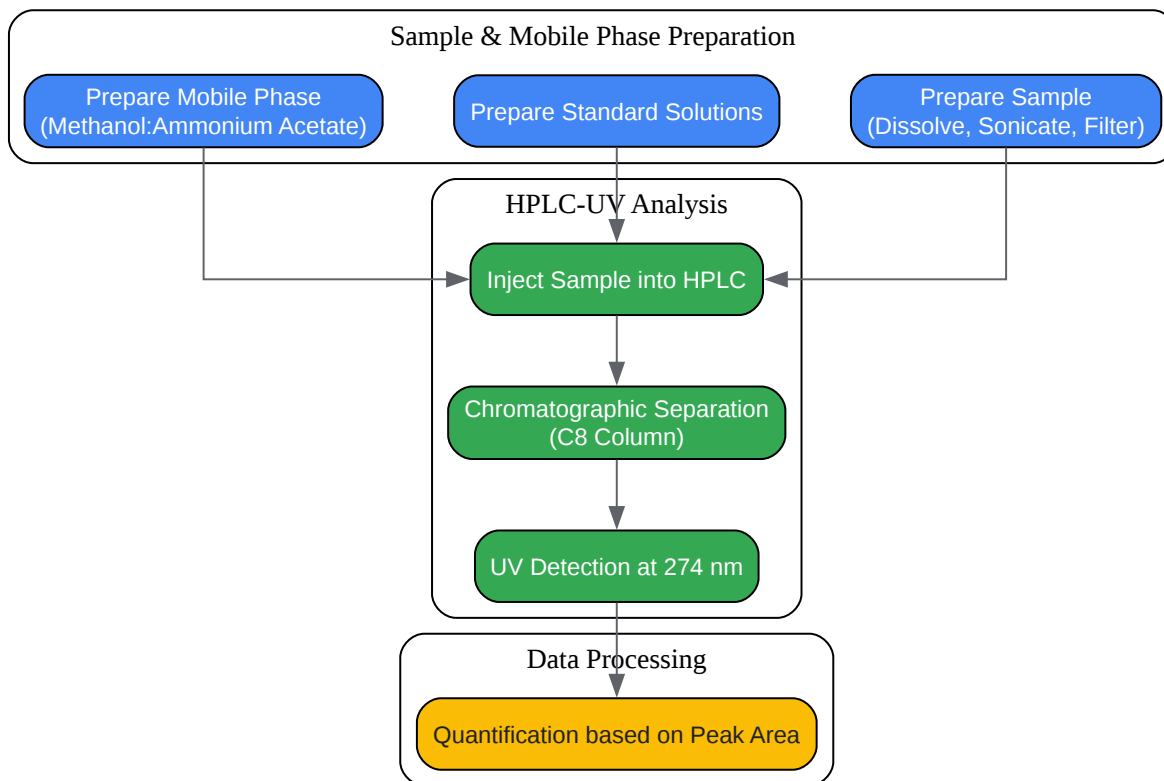 Sample & Mobile Phase Preparation
Prepare Mobile Phase
(Methanol:Ammonium Acetate)
Prepare Standard Solutions
Prepare Sample
(Dissolve, Sonicate, Filter)
HPLC-UV Analysis
Inject Sample into HPLC
Chromatographic Separation
(C8 Column)
UV Detection at 274 nm
Data Processing
Quantification based on Peak Area